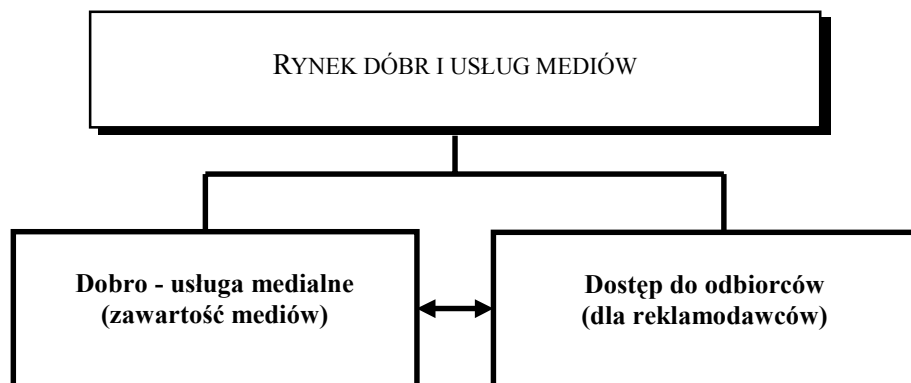 RYNEK DÓBR I USŁUG MEDIÓW
Dobro - usługa medialne
(zawartość mediów)
Dostęp do odbiorców
(dla reklamodawców)